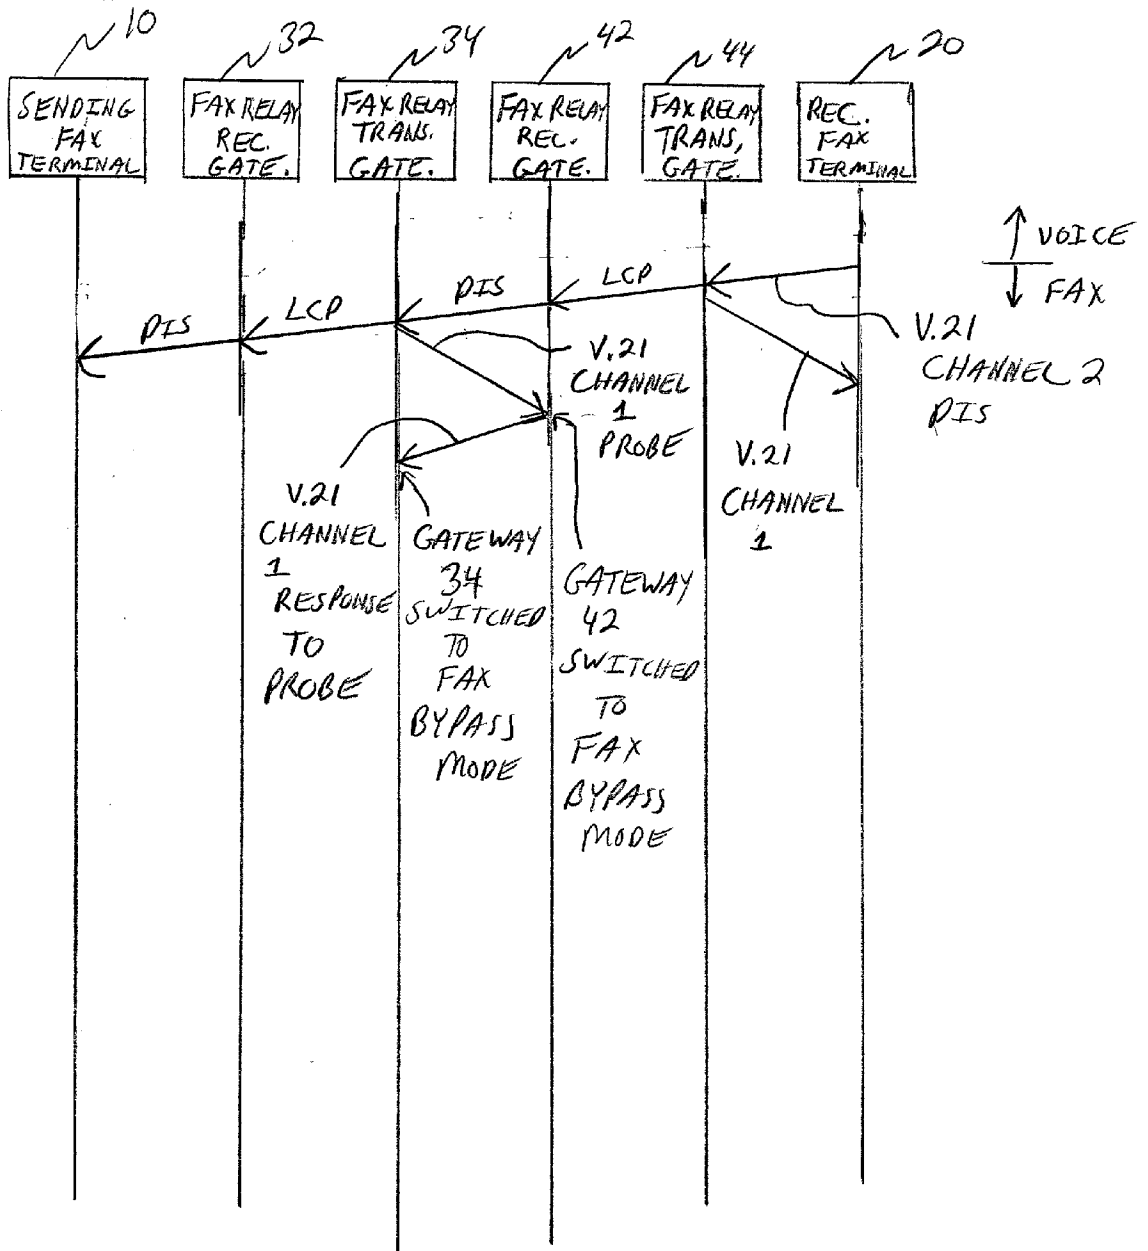 10
32
34
42
44
20
SENDING
FAX
TERMINAL
FAX RELAY
REC.
GATE.
FAX RELAY
TRANS.
GATE.
FAX RELAY
REC.
GATE.
FAX RELAY
TRANS,
GATE.
REC.
FAX
TERMINAL
VOICE
FAX
DIS
LCP
DIS
LCP
V.21
CHANNEL 2
DIS
V.21
CHANNEL
1
PROBE
V.21
CHANNEL
1
V.21
CHANNEL
1
RESPONSE
TO
PROBE
GATEWAY
34
SWITCHED
TO
FAX
BYPASS
MODE
GATEWAY
42
SWITCHED
TO
FAX
BYPASS
MODE